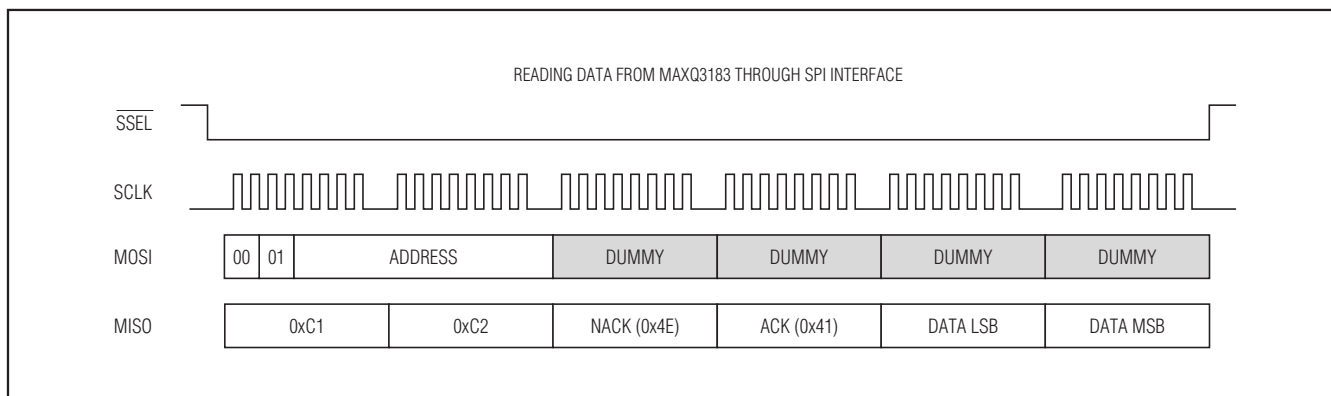 READING DATA FROM MAXQ3183 THROUGH SPI INTERFACE
SSEL
SCLK
MOSI 00 01 ADDRESS DUMMY DUMMY DUMMY DUMMY
MISO 0xC1 0xC2 NACK (0x4E) ACK (0x41) DATA LSB DATA MSB